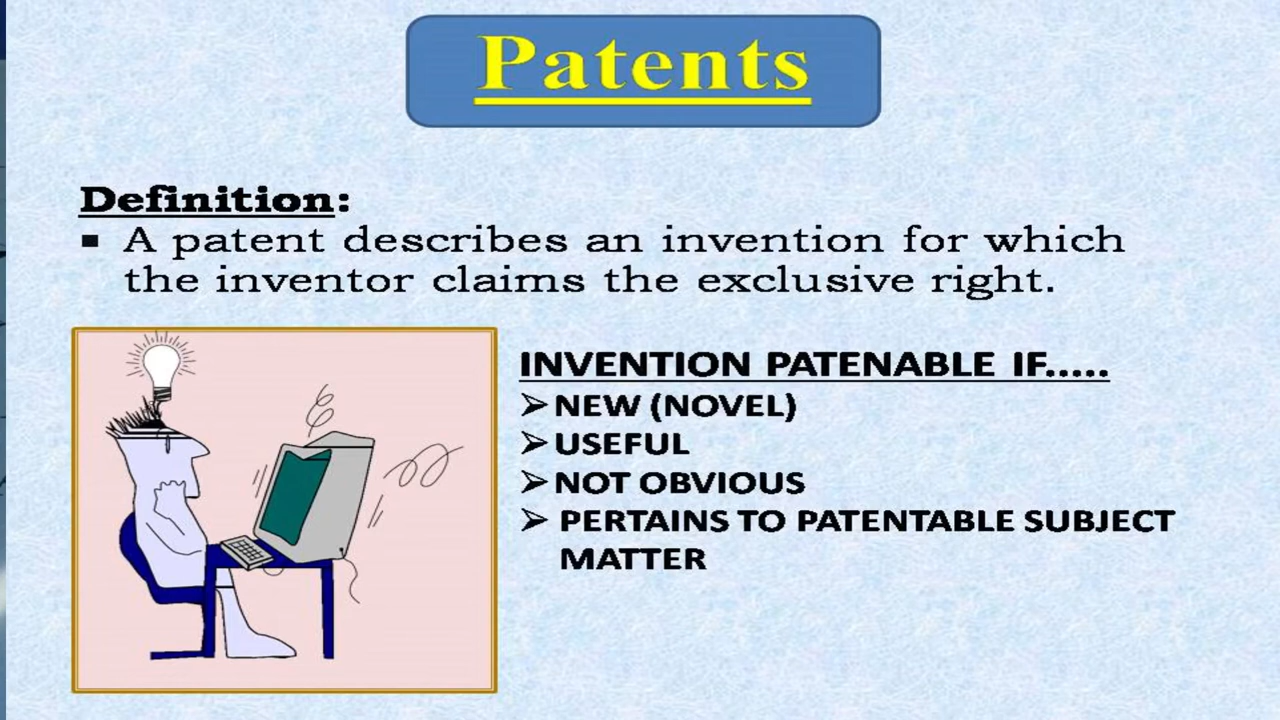 Patents
Definition:
▪ A patent describes an invention for which
the inventor claims the exclusive right.
INVENTION PATENABLE IF.....
➢ NEW (NOVEL)
➢ USEFUL
➢ NOT OBVIOUS
➢ PERTAINS TO PATENTABLE SUBJECT
MATTER